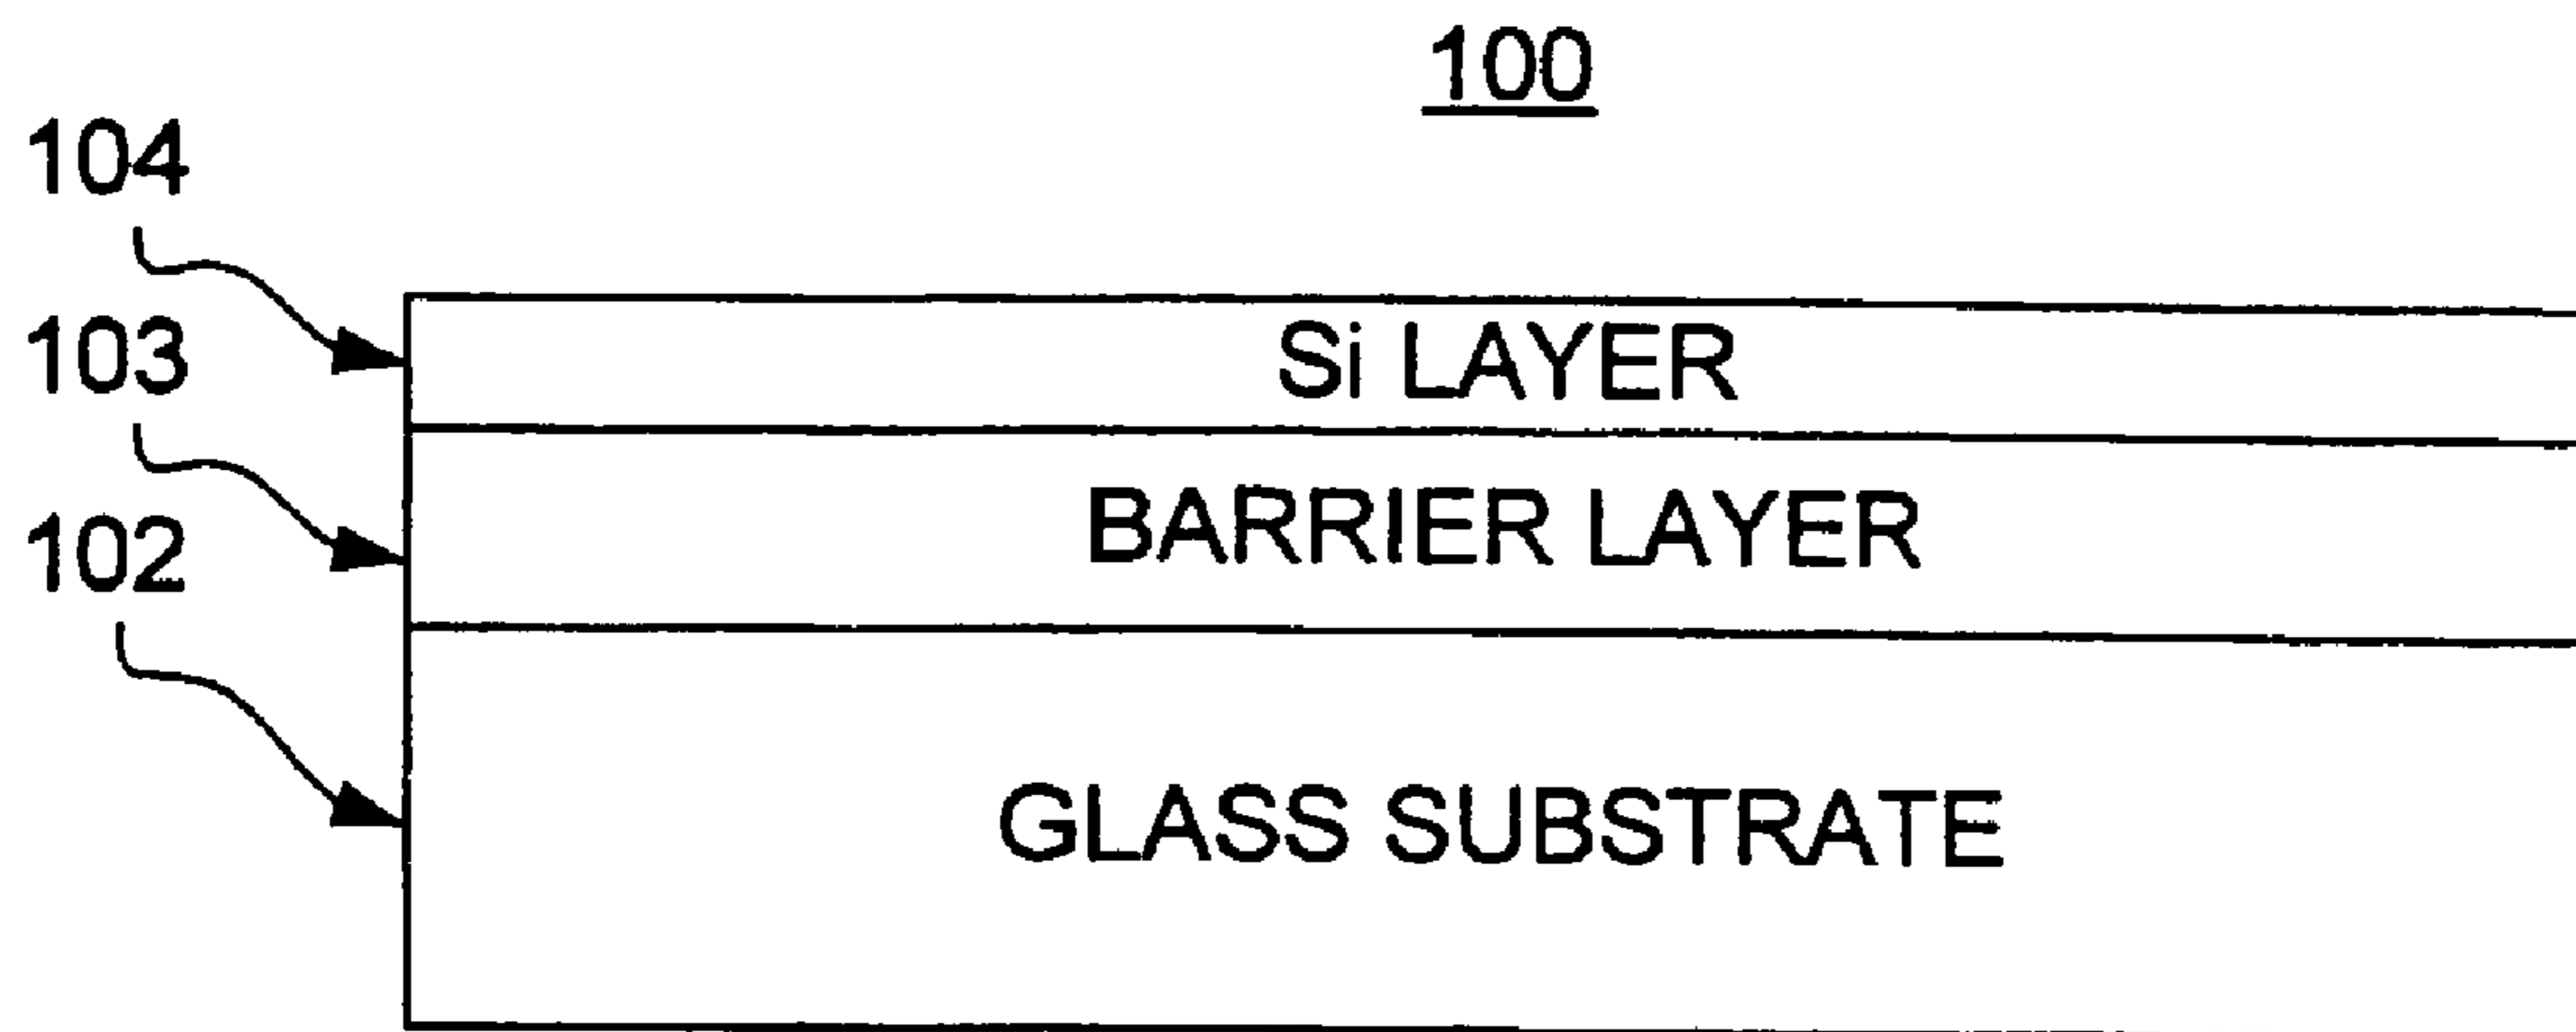 100
104
Si LAYER
103
BARRIER LAYER
102
GLASS SUBSTRATE